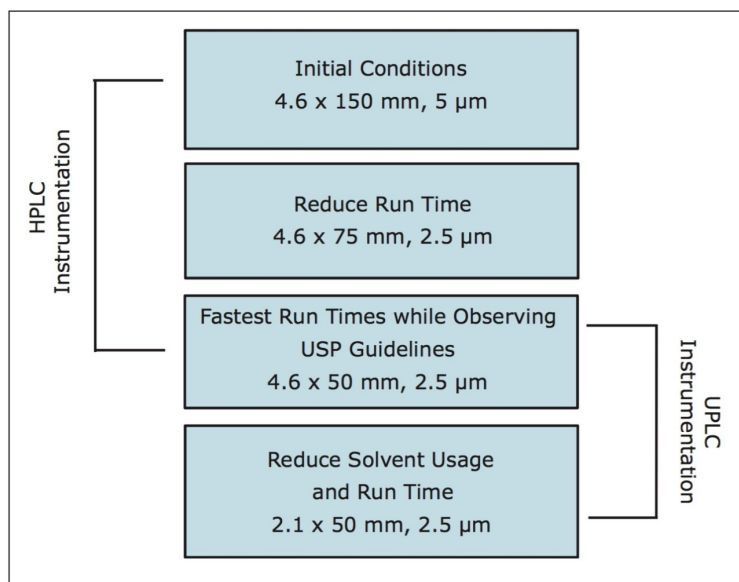 Initial Conditions
4.6 x 150 mm, 5 µm
HPLC
Instrumentation
Reduce Run Time
4.6 x 75 mm, 2.5 µm
Fastest Run Times while Observing
USP Guidelines
4.6 x 50 mm, 2.5 µm
UPLC
Instrumentation
Reduce Solvent Usage
and Run Time
2.1 x 50 mm, 2.5 µm